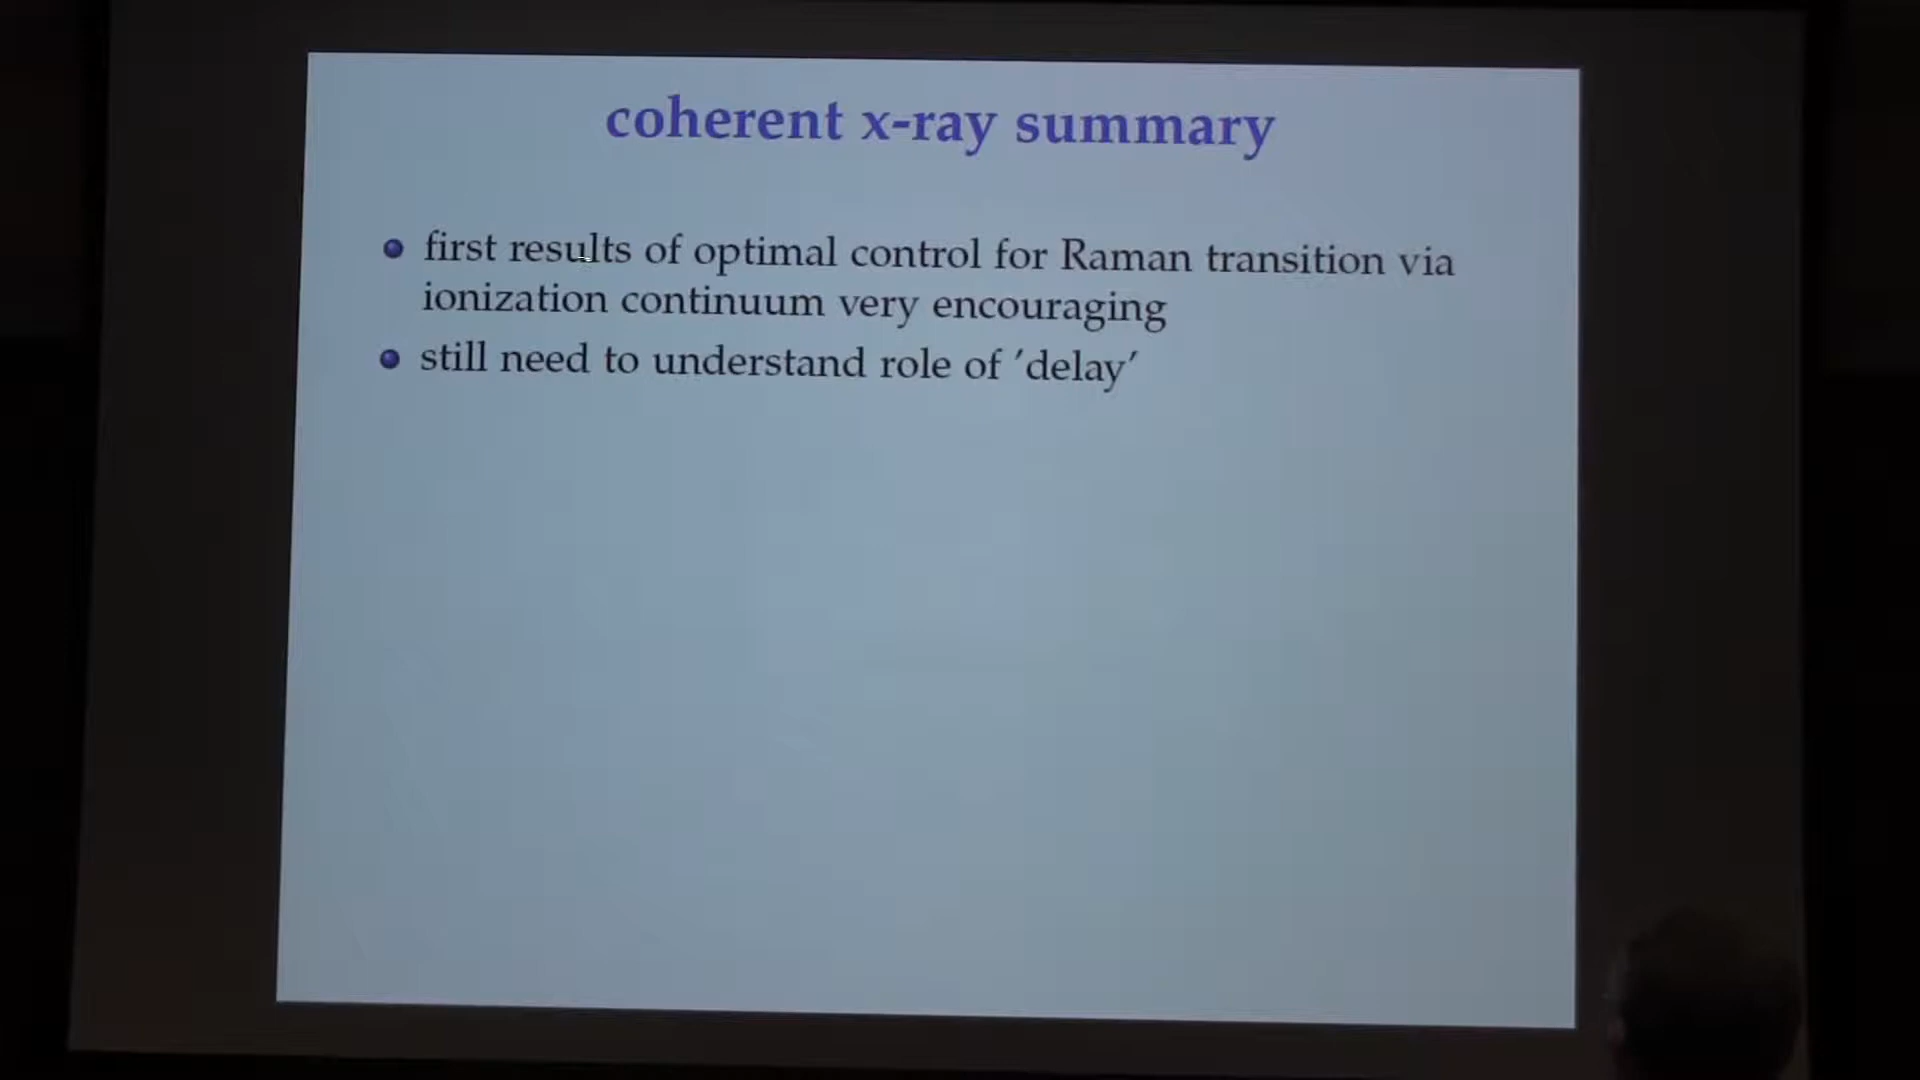 coherent x-ray summary
first results of optimal control for Raman transition via
ionization continuum very encouraging
still need to understand role of 'delay'